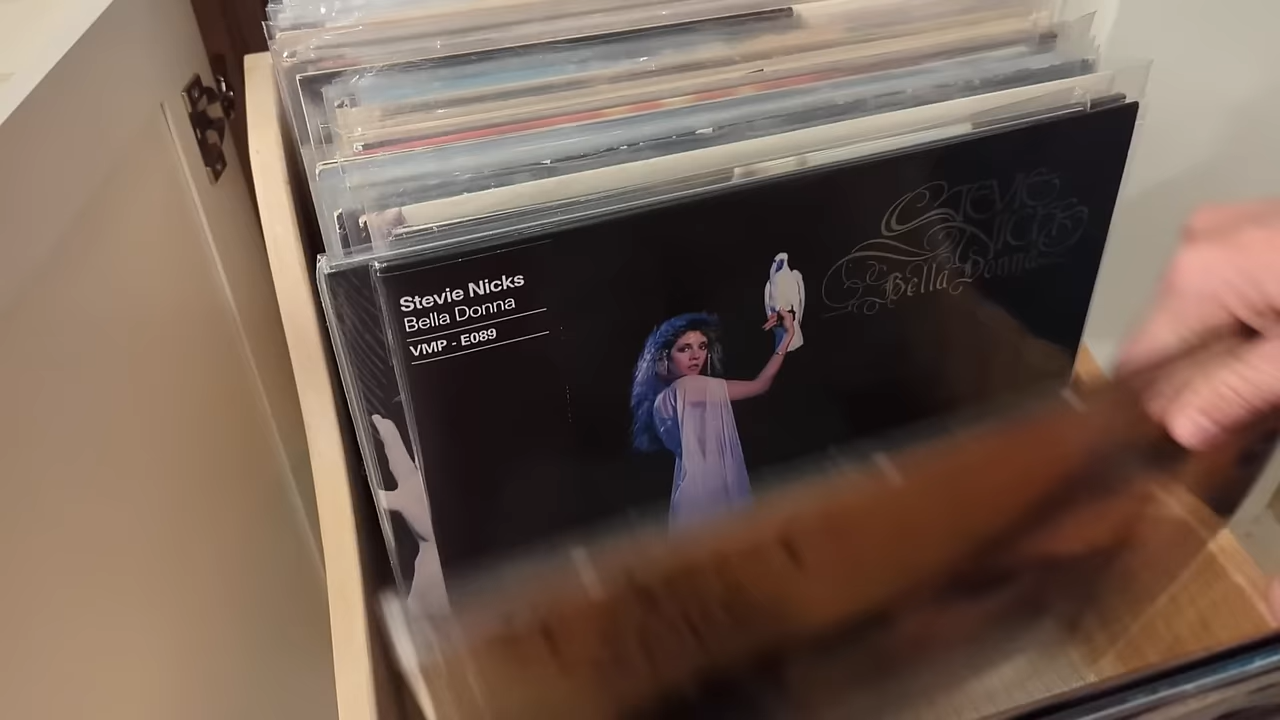 Stevie Nicks
Bella Donna
VMP - E089
STEVIE
NICKS
Bella Donna